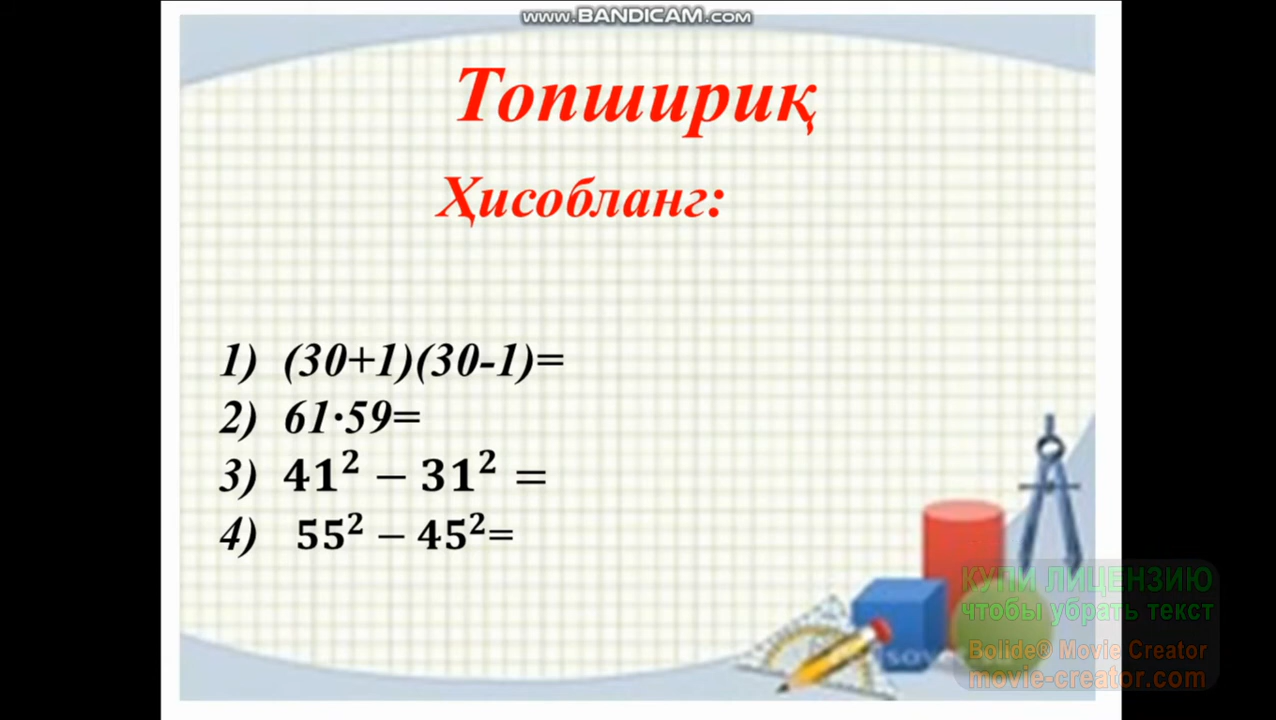 www.BANDICAM.com
Топшириқ
Ҳисобланг:
1) (30+1)(30-1)=
2) 61·59=
3) 41² − 31² =
4) 55² − 45²=
КУПИ ЛИЦЕНЗИЮ
чтобы убрать текст
Bolide® Movie Creator
movie-creator.com